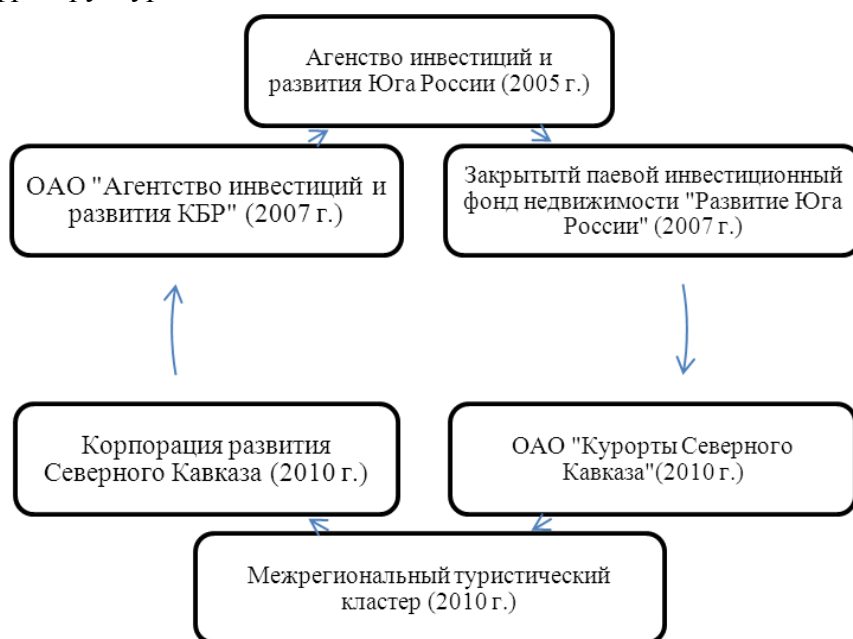 Агенство инвестиций и
развития Юга России (2005 г.)
Закрытытй паевой инвестиционный
фонд недвижимости "Развитие Юга
России" (2007 г.)
ОАО "Курорты Северного
Кавказа"(2010 г.)
Межрегиональный туристический
кластер (2010 г.)
Корпорация развития
Северного Кавказа (2010 г.)
ОАО "Агентство инвестиций и
развития КБР" (2007 г.)